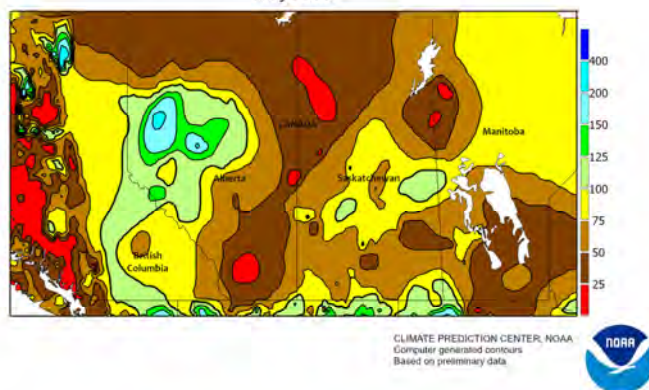 CANADA
Manitoba
Alberta
Saskatchewan
British
Columbia
400
200
150
125
100
75
50
25
CLIMATE PREDICTION CENTER, NOAA
Computer generated contours
Based on preliminary data
NOAA